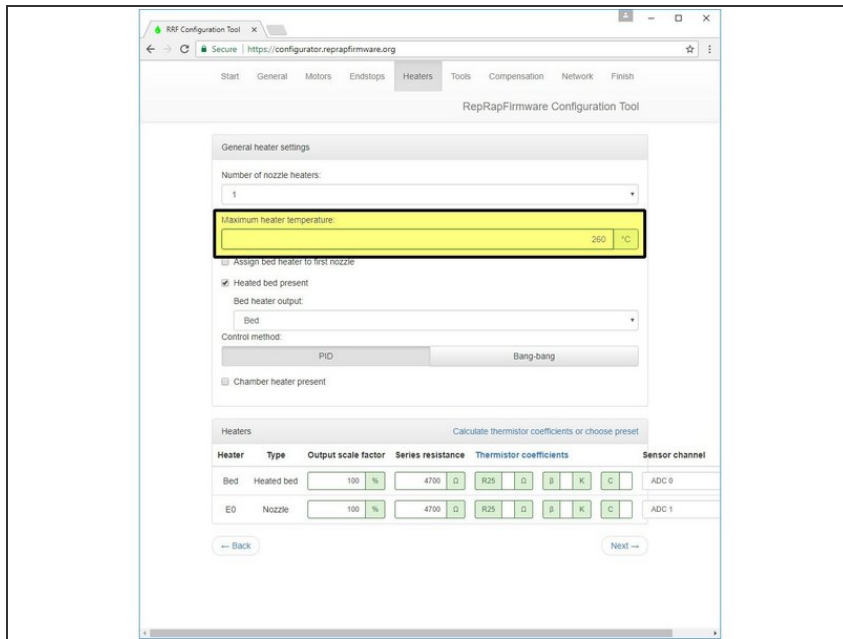 RRF Configuration Tool
Secure https://configurator.reprapfirmware.org
Start General Motors Endstops Heaters Tools Compensation Network Finish
RepRapFirmware Configuration Tool
General heater settings
Number of nozzle heaters:
1
Maximum heater temperature:
260 °C
Assign bed heater to first nozzle
Heated bed present
Bed heater output:
Bed
Control method:
PID Bang-bang
Chamber heater present
Heaters Calculate thermistor coefficients or choose preset
Heater Type Output scale factor Series resistance Thermistor coefficients Sensor channel
Bed Heated bed 100 % 4700 Ω R25 Ω β K C ADC 0
E0 Nozzle 100 % 4700 Ω R25 Ω β K C ADC 1
← Back Next →